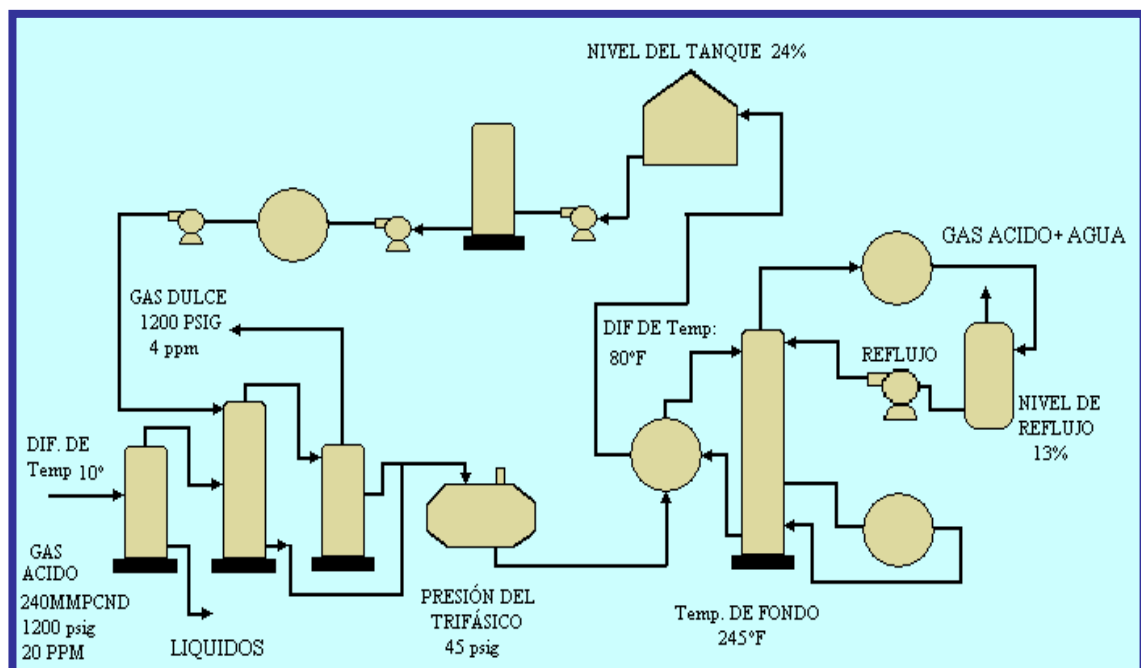 NIVEL DEL TANQUE 24%
GAS ACIDO+ AGUA
GAS DULCE
1200 PSIG
4 ppm
DIF DE Temp:
80°F
REFLUJO
NIVEL DE
REFLUJO
13%
DIF. DE
Temp 10°
GAS
ACIDO
240MMPCND
1200 psig
20 PPM
LIQUIDOS
PRESIÓN DEL
TRIFÁSICO
45 psig
Temp. DE FONDO
245°F